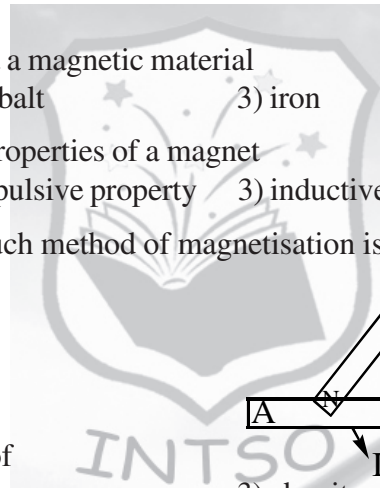 a magnetic material
balt 3) iron
roperties of a magnet
pulsive property 3) inductive
uch method of magnetisation is
N
A
of
INTSO
3)